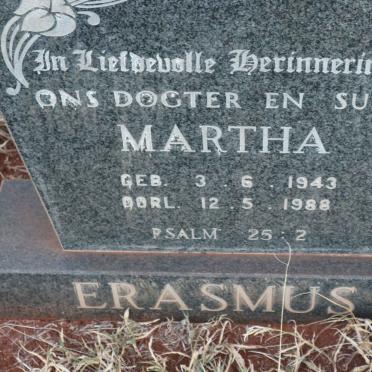 In Liefdevolle Herinnerin
ONS DOGTER EN SU
MARTHA
GEB. 3. 6. 1943
OORL. 12. 5. 1988
PSALM 25:2
ERASMUS